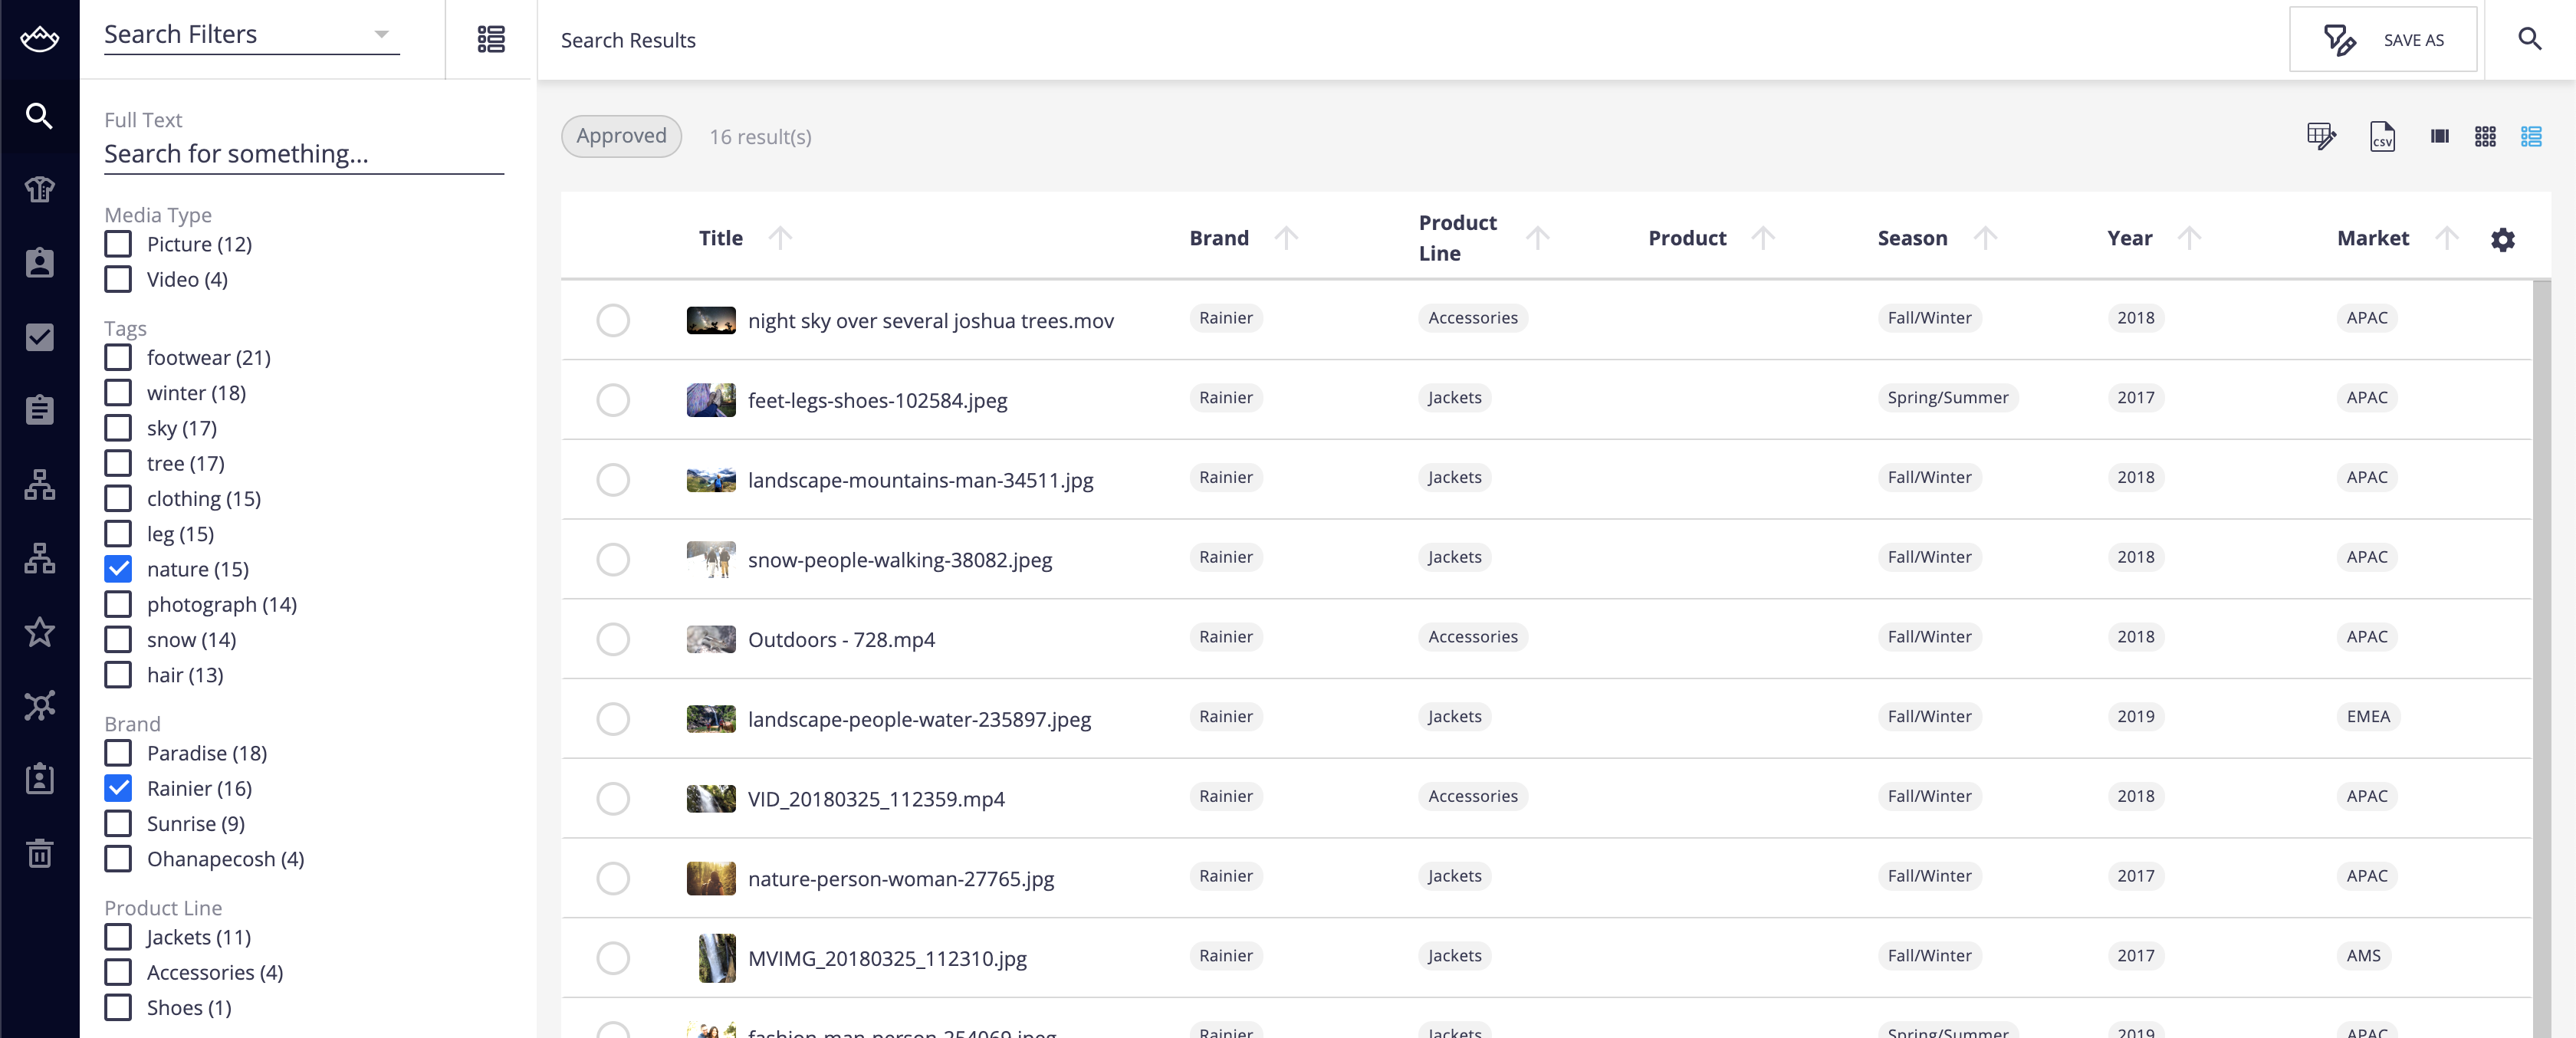 Search Filters
Search Results
SAVE AS
Full Text
Search for something...
Media Type
Picture (12)
Video (4)
Tags
footwear (21)
winter (18)
sky (17)
tree (17)
clothing (15)
leg (15)
nature (15)
photograph (14)
snow (14)
hair (13)
Brand
Paradise (18)
Rainier (16)
Sunrise (9)
Ohanapecosh (4)
Product Line
Jackets (11)
Accessories (4)
Shoes (1)
Approved 16 result(s)
CSV
Title Brand Product Line Product Season Year Market
night sky over several joshua trees.mov Rainier Accessories Fall/Winter 2018 APAC
feet-legs-shoes-102584.jpeg Rainier Jackets Spring/Summer 2017 APAC
landscape-mountains-man-34511.jpg Rainier Jackets Fall/Winter 2018 APAC
snow-people-walking-38082.jpeg Rainier Jackets Fall/Winter 2018 APAC
Outdoors - 728.mp4 Rainier Accessories Fall/Winter 2018 APAC
landscape-people-water-235897.jpeg Rainier Jackets Fall/Winter 2019 EMEA
VID_20180325_112359.mp4 Rainier Accessories Fall/Winter 2018 APAC
nature-person-woman-27765.jpg Rainier Jackets Fall/Winter 2017 APAC
MVIMG_20180325_112310.jpg Rainier Jackets Fall/Winter 2017 AMS
fashion-man-person-254069.jpeg Rainier Jackets Spring/Summer 2019 APAC